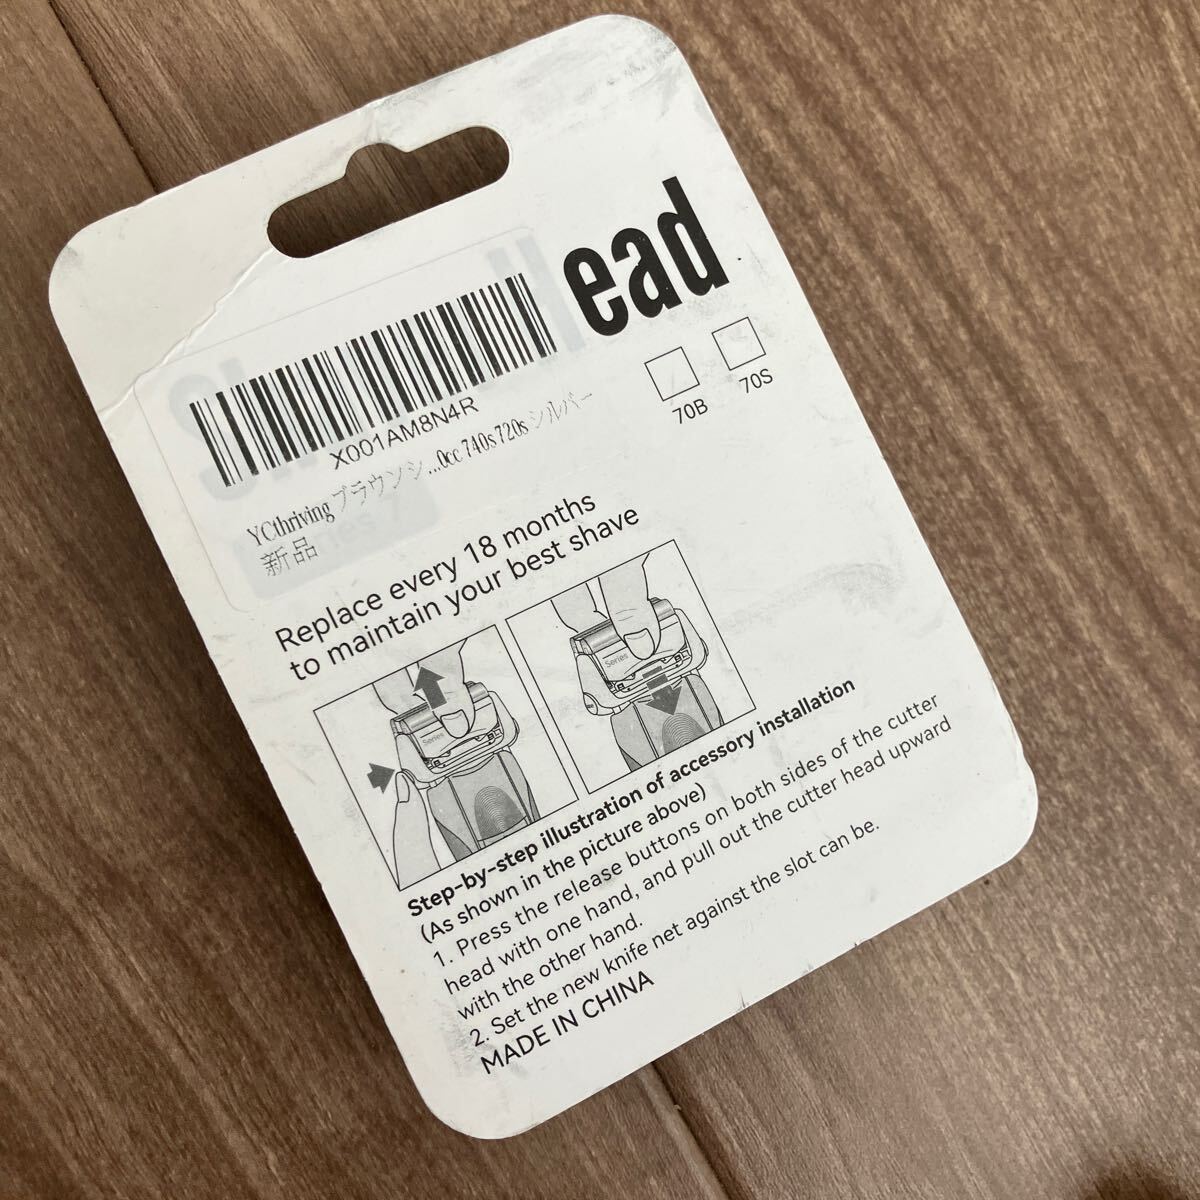 ead
X001AM8N4R
YCthriving ブラウンシ ...0cc 740s 720s シルバー
新品
70B
70S
Replace every 18 months
to maintain your best shave
Series
Series
Step-by-step illustration of accessory installation
(As shown in the picture above)
1. Press the release buttons on both sides of the cutter
head with one hand, and pull out the cutter head upward
with the other hand.
2. Set the new knife net against the slot can be.
MADE IN CHINA